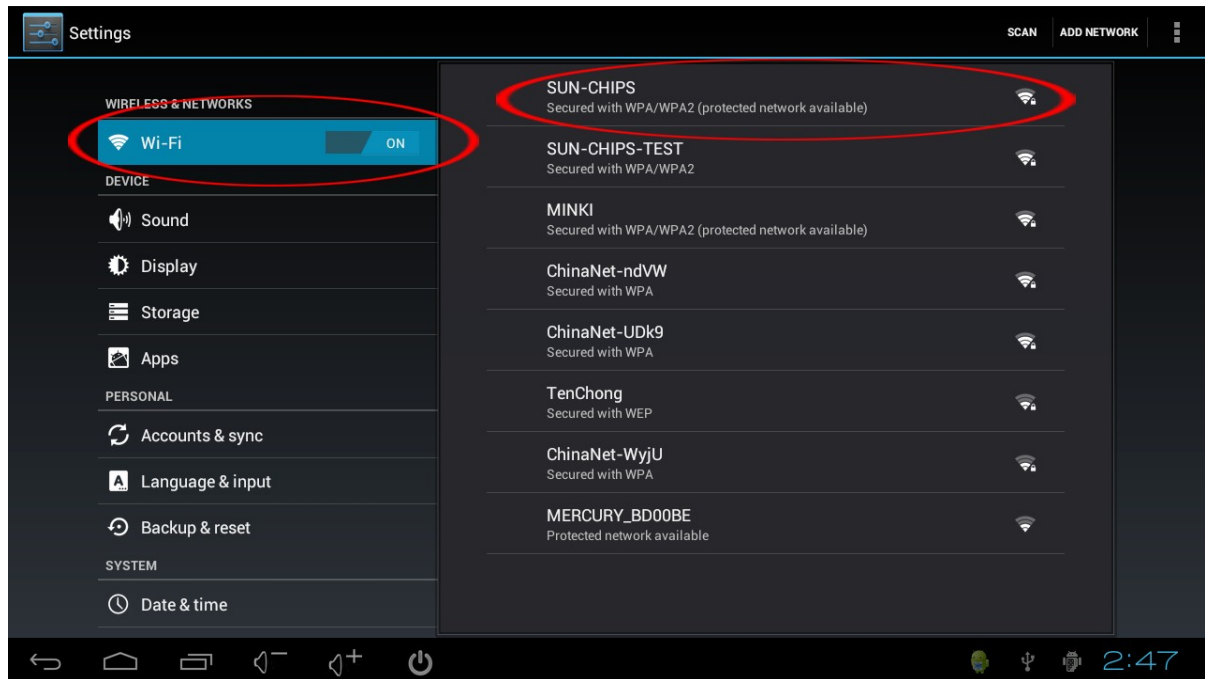 Settings
SCAN
ADD NETWORK
WIRELESS & NETWORKS
Wi-Fi
ON
DEVICE
Sound
Display
Storage
Apps
PERSONAL
Accounts & sync
A
Language & input
Backup & reset
SYSTEM
Date & time
SUN-CHIPS
Secured with WPA/WPA2 (protected network available)
SUN-CHIPS-TEST
Secured with WPA/WPA2
MINKI
Secured with WPA/WPA2 (protected network available)
ChinaNet-ndVW
Secured with WPA
ChinaNet-UDk9
Secured with WPA
TenChong
Secured with WEP
ChinaNet-WyjU
Secured with WPA
MERCURY_BD00BE
Protected network available
2:47